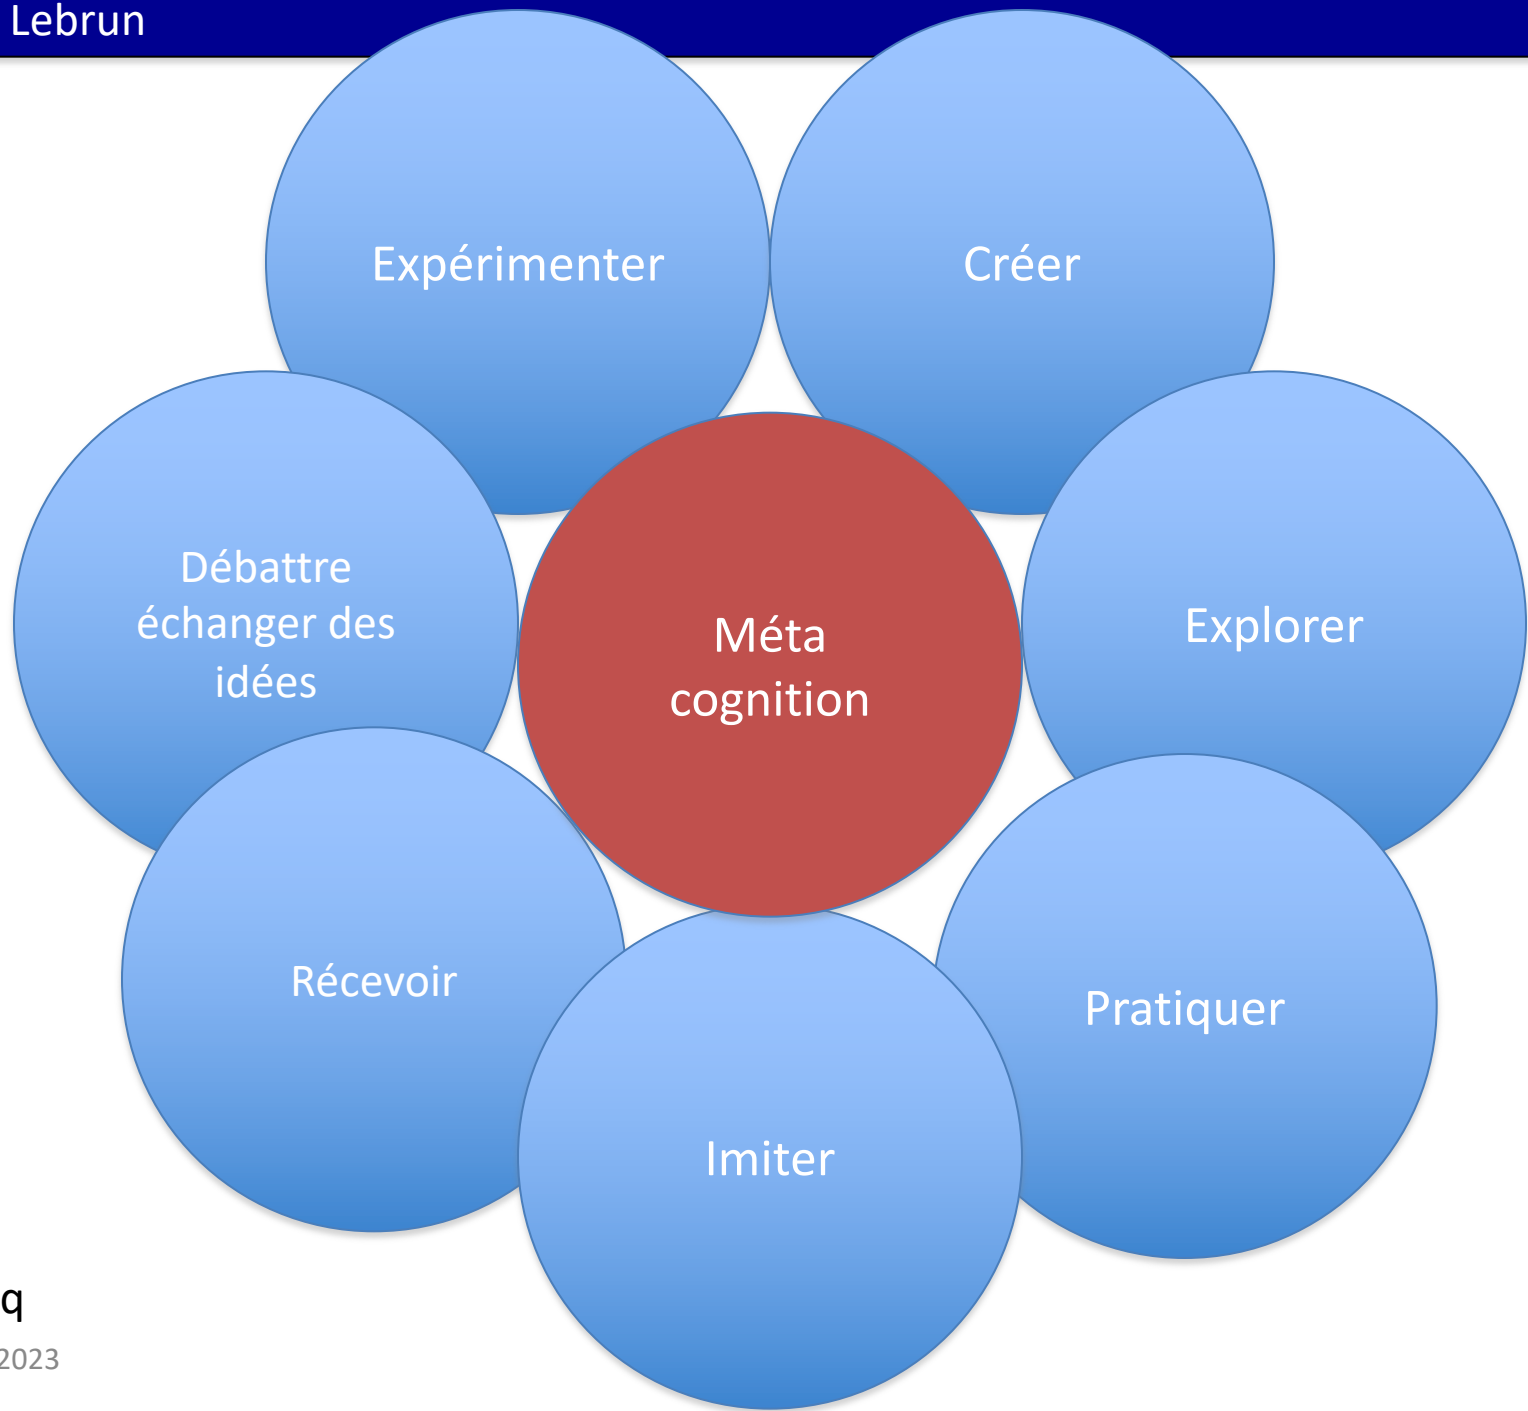 Lebrun
Expérimenter
Créer
Débattre
échanger des
idées
Méta
cognition
Explorer
Récevoir
Pratiquer
Imiter
q
2023